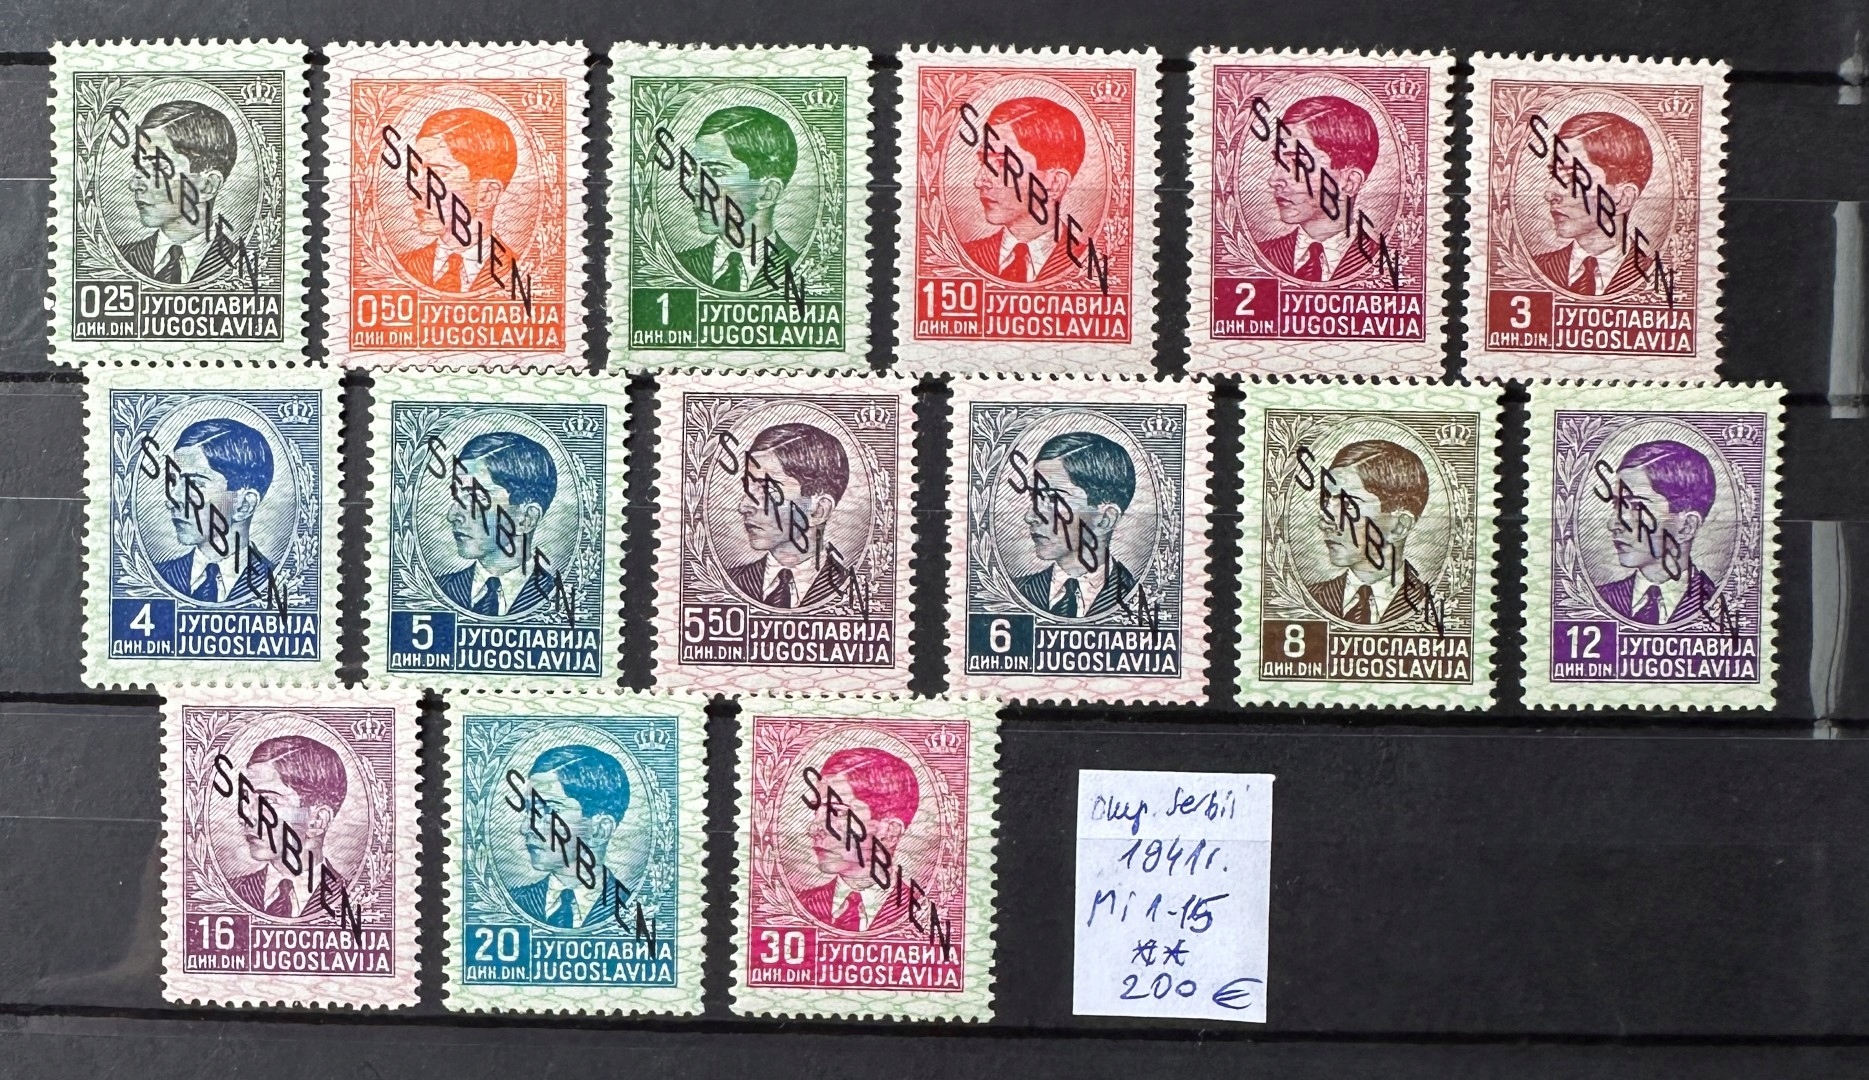 SERBIEN
0 25 ЈУГОСЛАВИЈА
ДИН. DIN. JUGOSLAVIJA
SERBIEN
0 50 ЈУГОСЛАВИЈА
ДИН. DIN. JUGOSLAVIJA
SERBIEN
1 ЈУГОСЛАВИЈА
ДИН. DIN. JUGOSLAVIJA
SERBIEN
1 50 ЈУГОСЛАВИЈА
ДИН. DIN. JUGOSLAVIJA
SERBIEN
2 ЈУГОСЛАВИЈА
ДИН. DIN. JUGOSLAVIJA
SERBIEN
3 ЈУГОСЛАВИЈА
ДИН. DIN. JUGOSLAVIJA
SERBIEN
4 ЈУГОСЛАВИЈА
ДИН. DIN. JUGOSLAVIJA
SERBIEN
5 ЈУГОСЛАВИЈА
ДИН. DIN. JUGOSLAVIJA
SERBIEN
5 50 ЈУГОСЛАВИЈА
ДИН. DIN. JUGOSLAVIJA
SERBIEN
6 ЈУГОСЛАВИЈА
ДИН. DIN. JUGOSLAVIJA
SERBIEN
8 ЈУГОСЛАВИЈА
ДИН. DIN. JUGOSLAVIJA
SERBIEN
12 ЈУГОСЛАВИЈА
ДИН. DIN. JUGOSLAVIJA
SERBIEN
16 ЈУГОСЛАВИЈА
ДИН. DIN. JUGOSLAVIJA
SERBIEN
20 ЈУГОСЛАВИЈА
ДИН. DIN. JUGOSLAVIJA
SERBIEN
30 ЈУГОСЛАВИЈА
ДИН. DIN. JUGOSLAVIJA
Serbii
1941r.
Mi 1-15
**
200 €